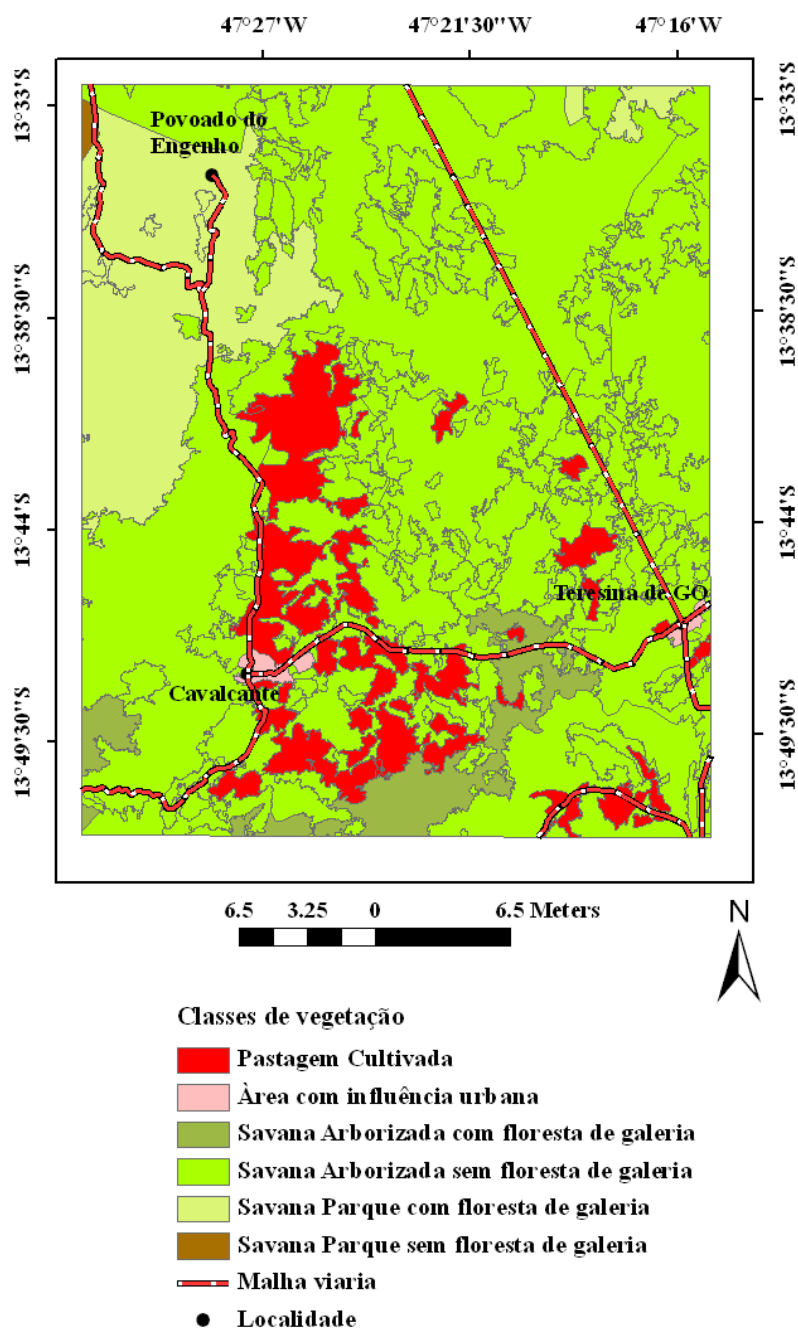 47°27'W 47°21'30"W 47°16'W
13°33'S 13°33'S
Povoado do
Engenho
13°38'30"S 13°38'30"S
13°44'S 13°44'S
Teresina de GO
Cavalcante
13°49'30"S 13°49'30"S
6.5 3.25 0 6.5 Meters
N
Classes de vegetação
Pastagem Cultivada
Àrea com influência urbana
Savana Arborizada com floresta de galeria
Savana Arborizada sem floresta de galeria
Savana Parque com floresta de galeria
Savana Parque sem floresta de galeria
Malha viaria
Localidade